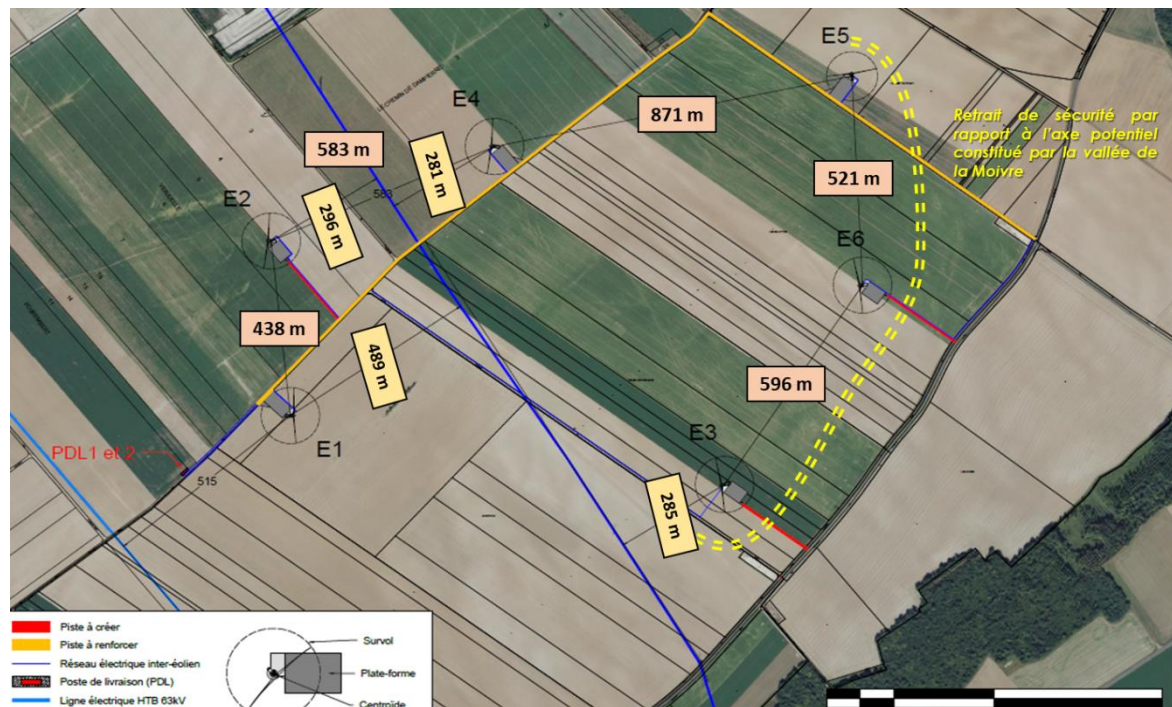 E5
E4
871 m
Retrait de sécurité par
rapport à l'axe potentiel
constitué par la vallée de
la Moivre
583 m
281 m
521 m
583
E2
296 m
E6
438 m
489 m
596 m
E1
E3
PDL1 et 2
515
285 m
Piste à créer
Piste à renforcer
Réseau électrique inter-éolien
Poste de livraison (PDL)
Ligne électrique HTB 63kV
Survol
Plate-forme
Centroïde